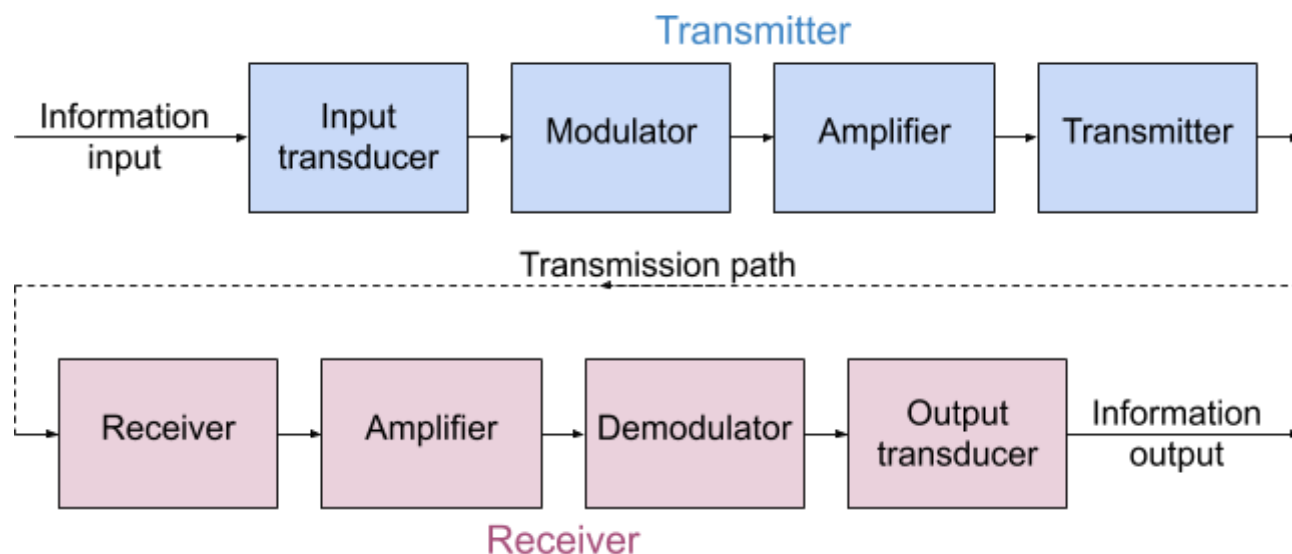 Transmitter
Information
input
Input
transducer
Modulator
Amplifier
Transmitter
Transmission path
Receiver
Amplifier
Demodulator
Output
transducer
Information
output
Receiver